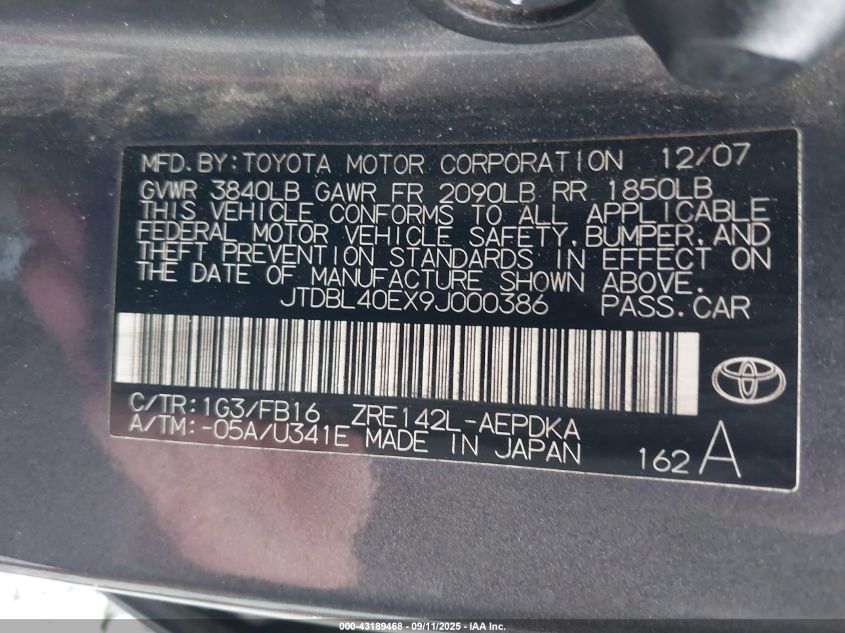 MFD. BY: TOYOTA MOTOR CORPORATION 12/07
GVWR 3840LB GAWR FR 2090LB RR 1850LB
THIS VEHICLE CONFORMS TO ALL APPLICABLE
FEDERAL MOTOR VEHICLE SAFETY, BUMPER, AND
THEFT PREVENTION STANDARDS IN EFFECT ON
THE DATE OF MANUFACTURE SHOWN ABOVE.
JTDBL40EX9J000386 PASS. CAR
C/TR: 1G3/FB16 ZRE142L-AEPDKA
A/TM: -05A/U341E MADE IN JAPAN
162 A
000-43189468 - 09/11/2025 - IAA Inc.